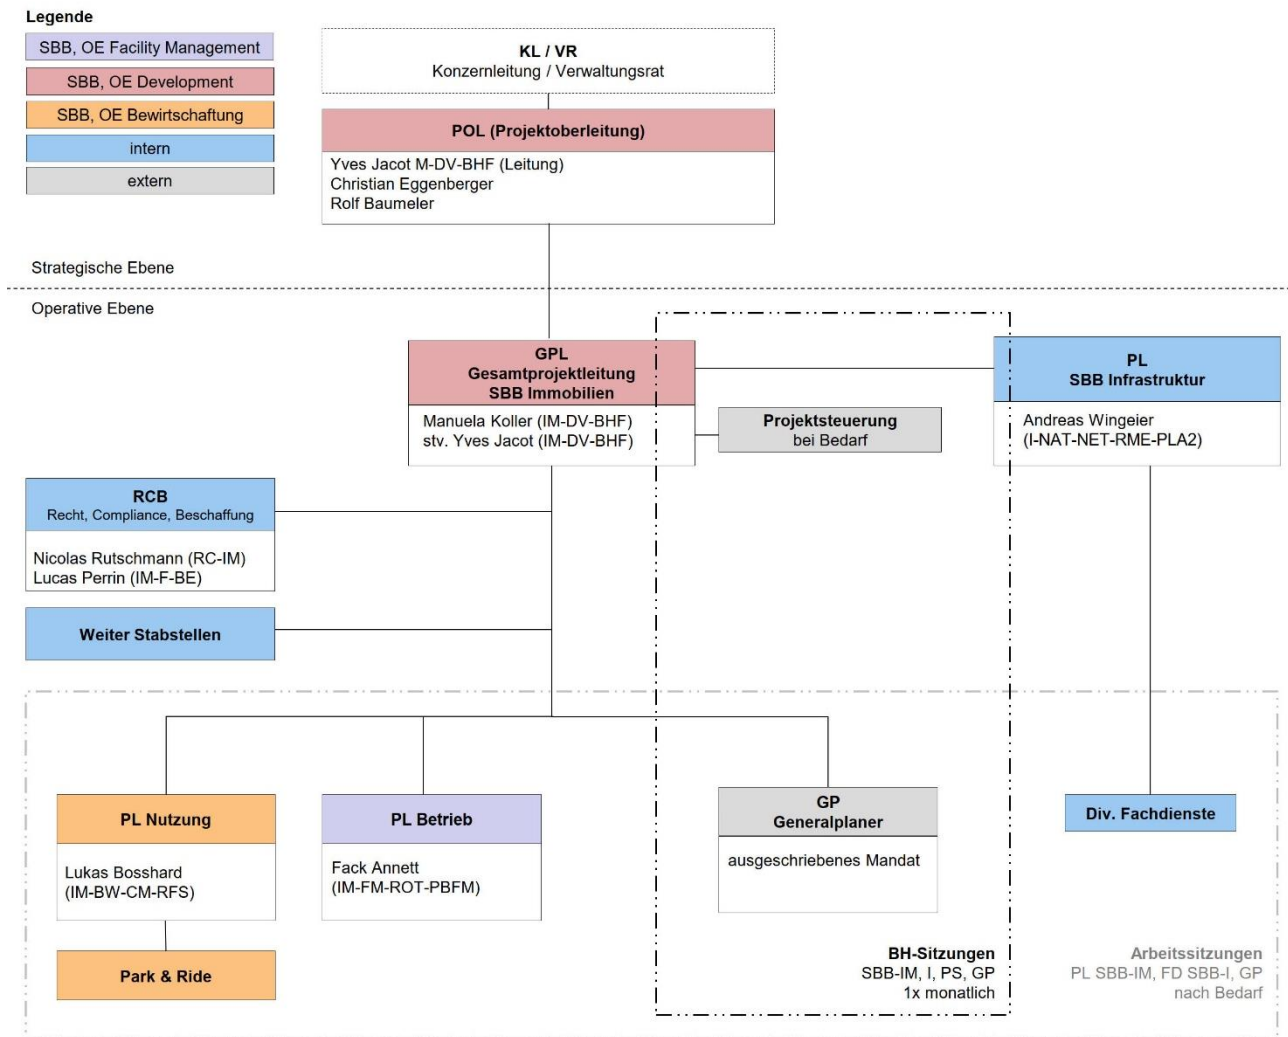 Legende
SBB, OE Facility Management
SBB, OE Development
SBB, OE Bewirtschaftung
intern
extern
KL / VR
Konzernleitung / Verwaltungsrat
POL (Projektoberleitung)
Yves Jacot M-DV-BHF (Leitung)
Christian Eggenberger
Rolf Baumeler
Strategische Ebene
Operative Ebene
GPL
Gesamtprojektleitung
SBB Immobilien
Manuela Koller (IM-DV-BHF)
stv. Yves Jacot (IM-DV-BHF)
Projektsteuerung
bei Bedarf
PL
SBB Infrastruktur
Andreas Wingeier
(I-NAT-NET-RME-PLA2)
RCB
Recht, Compliance, Beschaffung
Nicolas Rutschmann (RC-IM)
Lucas Perrin (IM-F-BE)
Weiter Stabstellen
PL Nutzung
Lukas Bosshard
(IM-BW-CM-RFS)
Park & Ride
PL Betrieb
Fack Annett
(IM-FM-ROT-PBFM)
GP
Generalplaner
ausgeschriebenes Mandat
Div. Fachdienste
BH-Sitzungen
SBB-IM, I, PS, GP
1x monatlich
Arbeitssitzungen
PL SBB-IM, FD SBB-I, GP
nach Bedarf